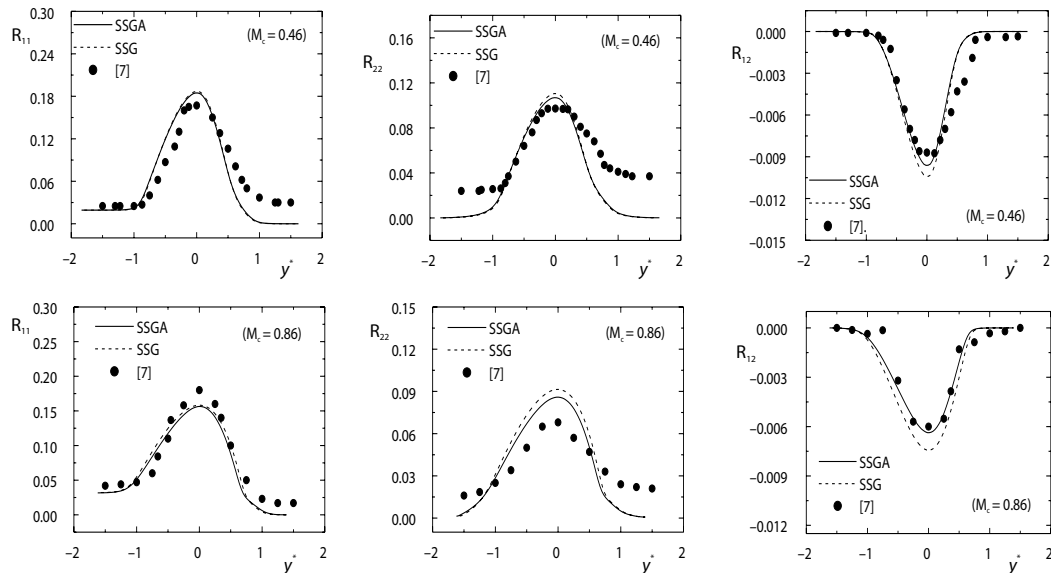 R11
0.30
0.24
0.18
0.12
0.06
0.00
SSGA
SSG
[7]
(Mc = 0.46)
−2 −1 0 1 2
y*
R22
0.16
0.12
0.08
0.04
0.00
SSGA
SSG
[7]
(Mc = 0.46)
−2 −1 0 1 2
y*
R12
0.000
−0.003
−0.006
−0.009
−0.012
−0.015
SSGA
SSG
[7].
(Mc = 0.46)
−2 −1 0 1 2
y*
R11
0.30
0.25
0.20
0.15
0.10
0.05
0.00
SSGA
SSG
[7]
(Mc = 0.86)
−2 −1 0 1 2
y*
R22
0.15
0.12
0.09
0.06
0.03
0.00
SSGA
SSG
[7]
(Mc = 0.86)
−2 −1 0 1 2
y*
R12
0.000
−0.003
−0.006
−0.009
−0.012
SSGA
SSG
[7]
(Mc = 0.86)
−2 −1 0 1 2
y*